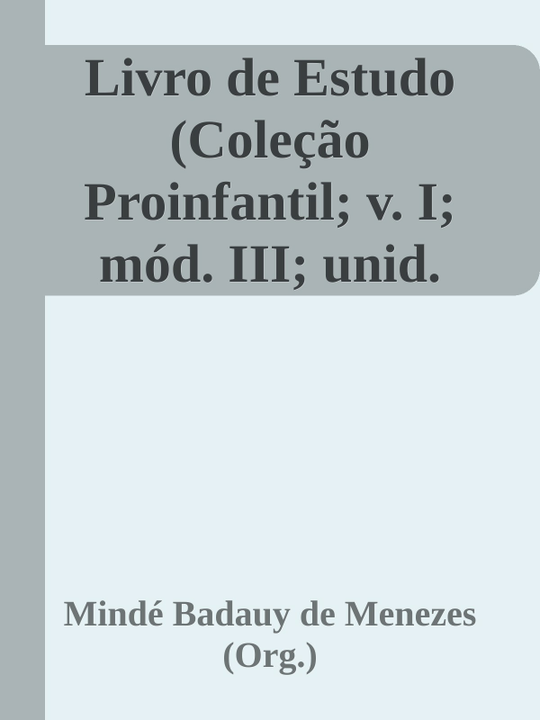 Livro de Estudo
(Coleção
Proinfantil; v. I;
mód. III; unid.
Mindé Badauy de Menezes
(Org.)